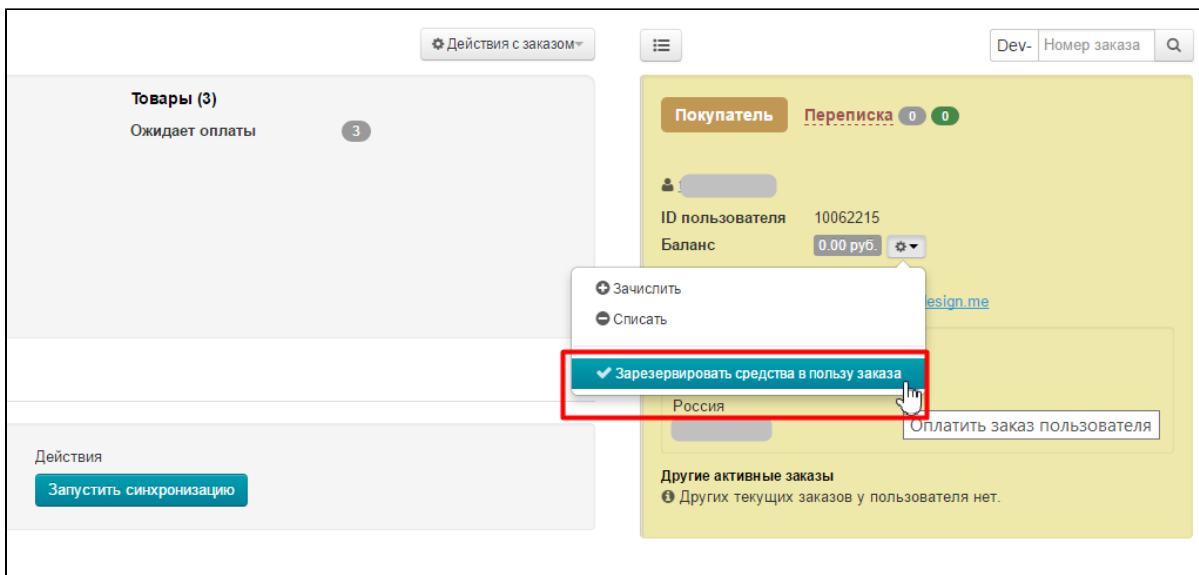 Действия с заказом
Dev- Номер заказа
Товары (3)
Ожидает оплаты 3
Покупатель Переписка 0 0
ID пользователя 10062215
Баланс 0.00 руб.
Зачислить
esign.me
Списать
Зарезервировать средства в пользу заказа
Россия
Оплатить заказ пользователя
Действия
Запустить синхронизацию
Другие активные заказы
Других текущих заказов у пользователя нет.